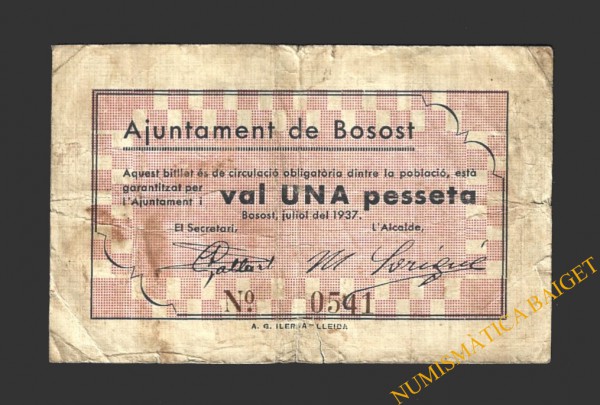 Ajuntament de Bosost
Aquest bitllet és de circulació obligatòria dintre la població, està
garantitzat per
l'Ajuntament i val UNA pesseta
Bosost, juliol del 1937.
El Secretari, L'Alcalde,
Nº 0541
A. G. ILERDA - LLEIDA
NUMISMÀTICA BAIGET